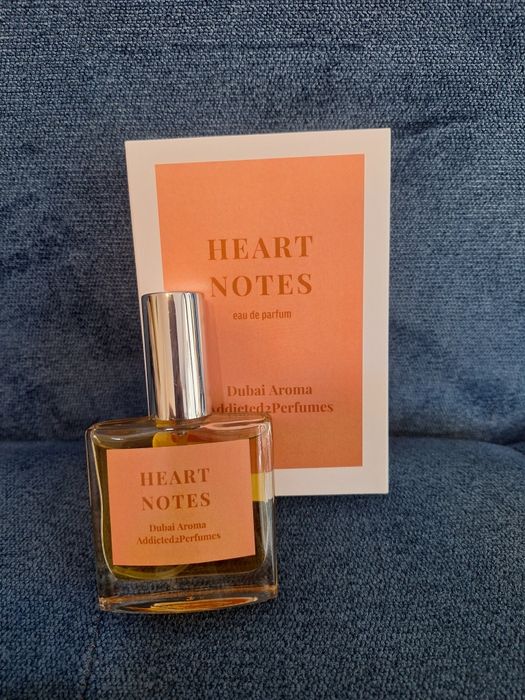 HEART
NOTES
eau de parfum
Dubai Aroma
Addicted2Perfumes
HEART
NOTES
Dubai Aroma
Addicted2Perfumes